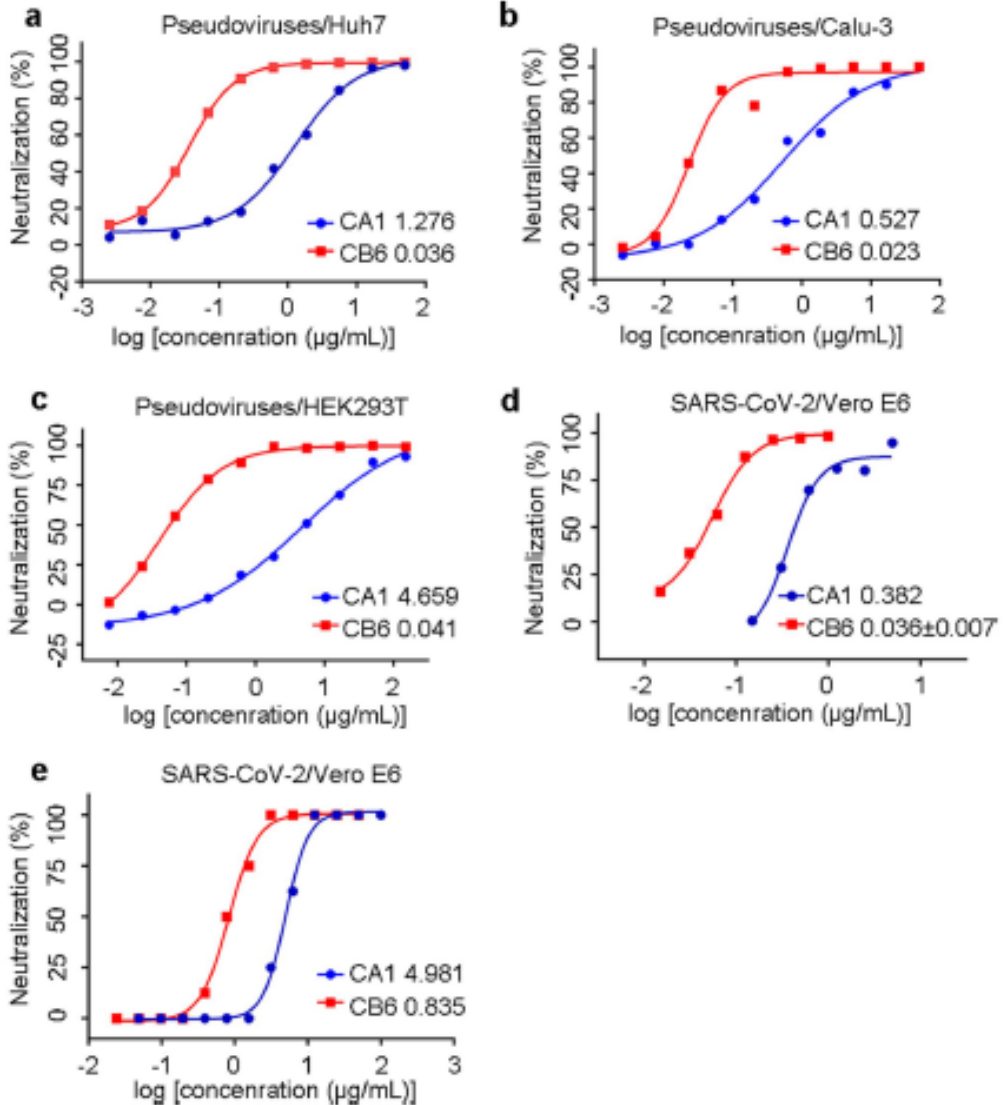 a
Pseudoviruses/Huh7
Neutralization (%)
100
80
60
40
20
0
-20
CA1 1.276
CB6 0.036
-3 -2 -1 0 1 2
log [concenration (µg/mL)]
b
Pseudoviruses/Calu-3
Neutralization (%)
100
80
60
40
20
0
-20
CA1 0.527
CB6 0.023
-3 -2 -1 0 1 2
log [concenration (µg/mL)]
c
Pseudoviruses/HEK293T
Neutralization (%)
100
75
50
25
0
-25
CA1 4.659
CB6 0.041
-2 -1 0 1 2
log [concenration (µg/mL)]
d
SARS-CoV-2/Vero E6
Neutralization (%)
100
75
50
25
0
CA1 0.382
CB6 0.036±0.007
-2 -1 0 1
log [concenration (µg/mL)]
e
SARS-CoV-2/Vero E6
Neutralization (%)
100
75
50
25
0
CA1 4.981
CB6 0.835
-2 -1 0 1 2 3
log [concenration (µg/mL)]